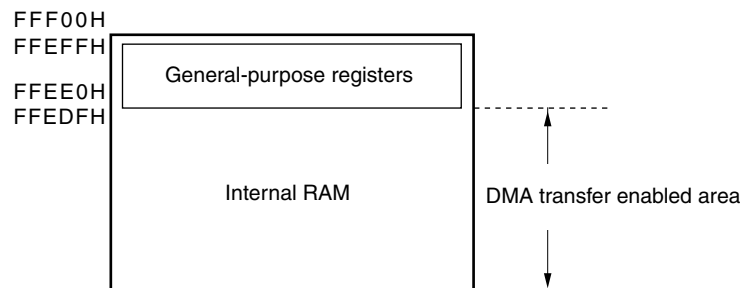 FFF00H
FFEFFH
General-purpose registers
FFEE0H
FFEDFH
Internal RAM
DMA transfer enabled area